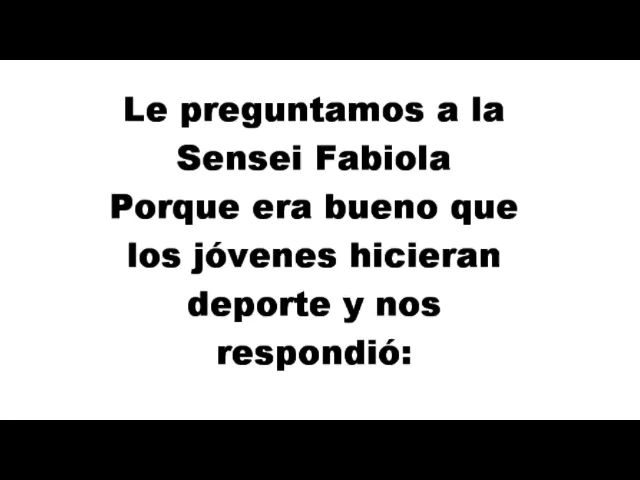 Le preguntamos a la
Sensei Fabiola
Porque era bueno que
los jóvenes hicieran
deporte y nos
respondió: